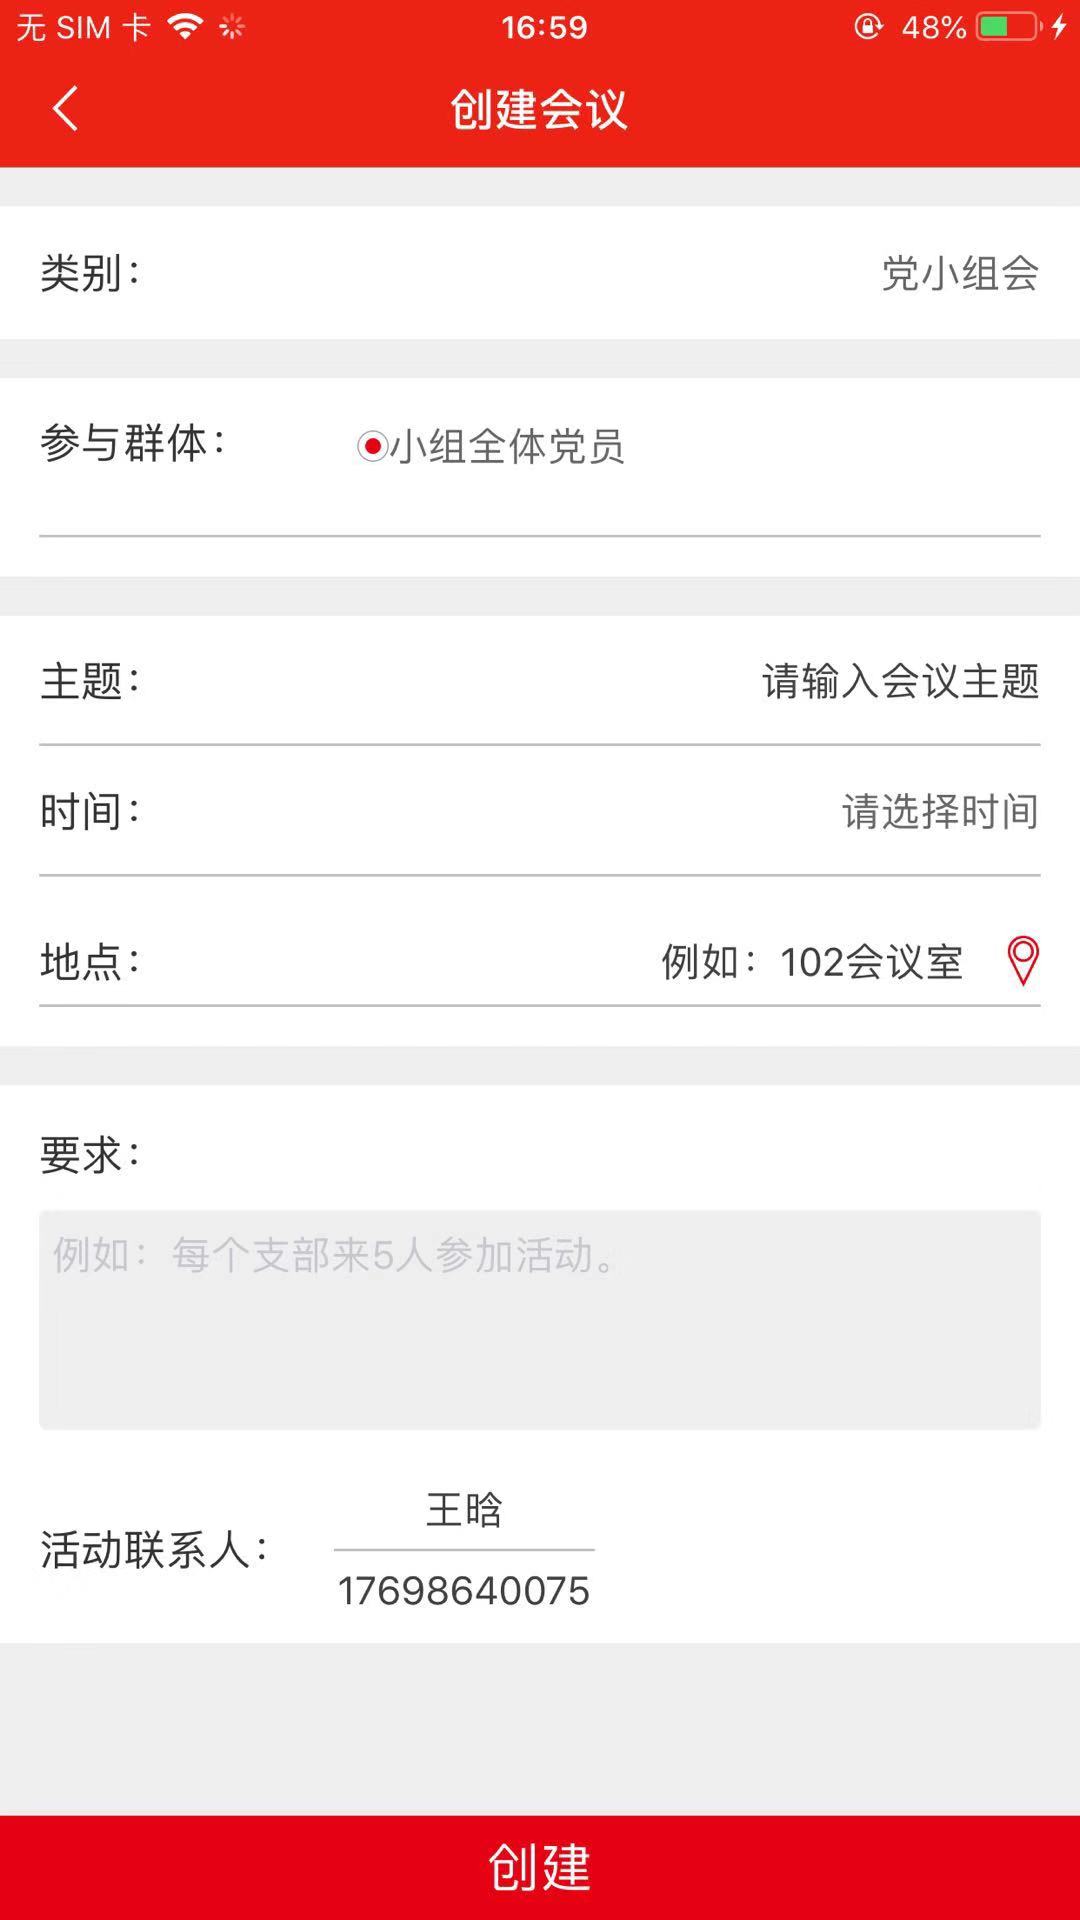 无 SIM 卡 16:59 48%
创建会议
类别： 党小组会
参与群体： 小组全体党员
主题： 请输入会议主题
时间： 请选择时间
地点： 例如：102会议室
要求：
例如：每个支部来5人参加活动。
王晗
活动联系人：
17698640075
创建